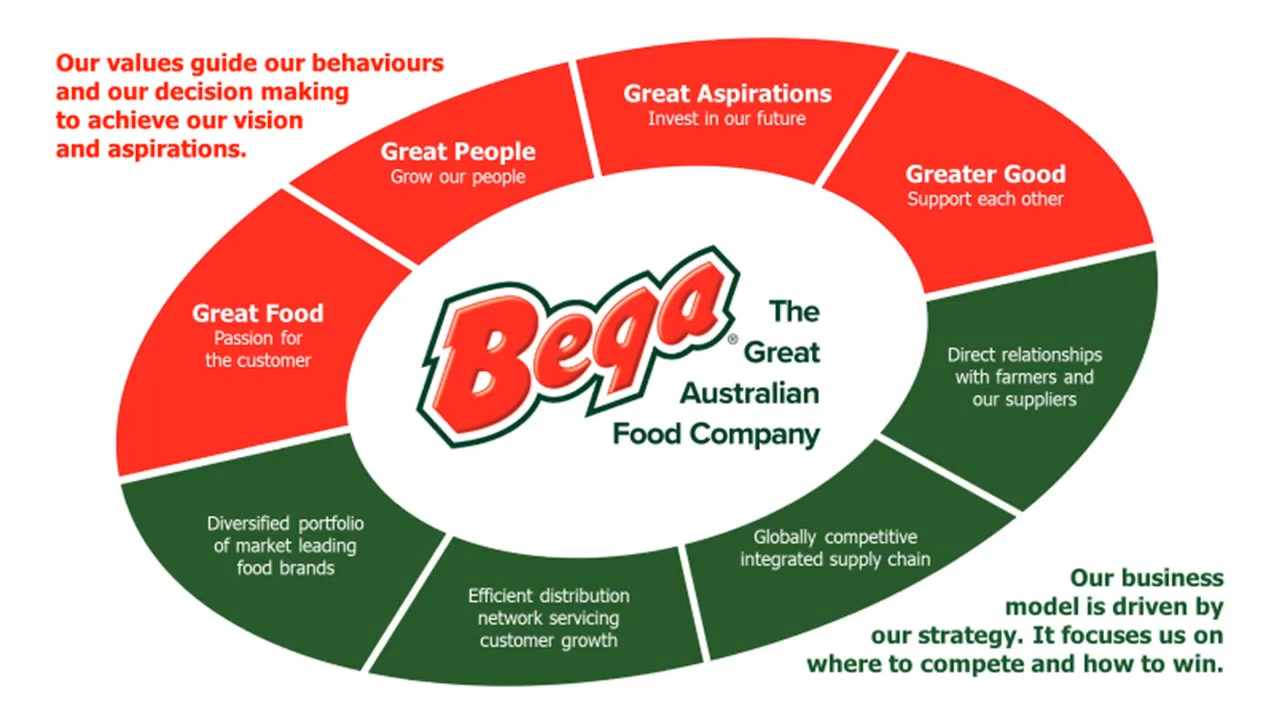 Our values guide our behaviours
and our decision making
to achieve our vision
and aspirations.
Great Food
Passion for
the customer
Great People
Grow our people
Great Aspirations
Invest in our future
Greater Good
Support each other
Bega®
The
Great
Australian
Food Company
Direct relationships
with farmers and
our suppliers
Globally competitive
integrated supply chain
Efficient distribution
network servicing
customer growth
Diversified portfolio
of market leading
food brands
Our business
model is driven by
our strategy. It focuses us on
where to compete and how to win.